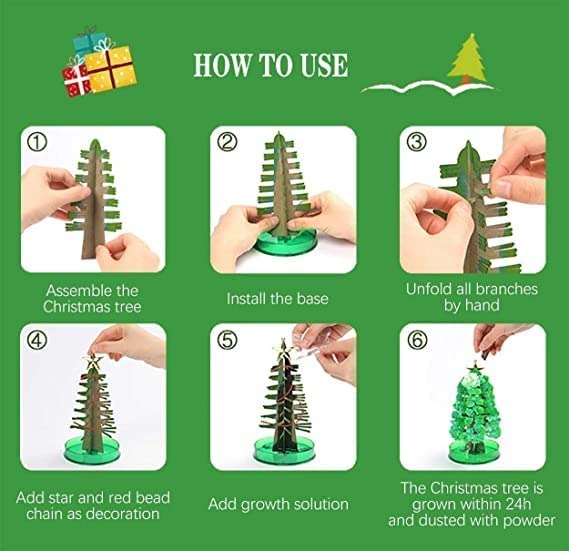 HOW TO USE
①
Assemble the
Christmas tree
②
Install the base
③
Unfold all branches
by hand
④
Add star and red bead
chain as decoration
⑤
Add growth solution
⑥
The Christmas tree is
grown within 24h
and dusted with powder